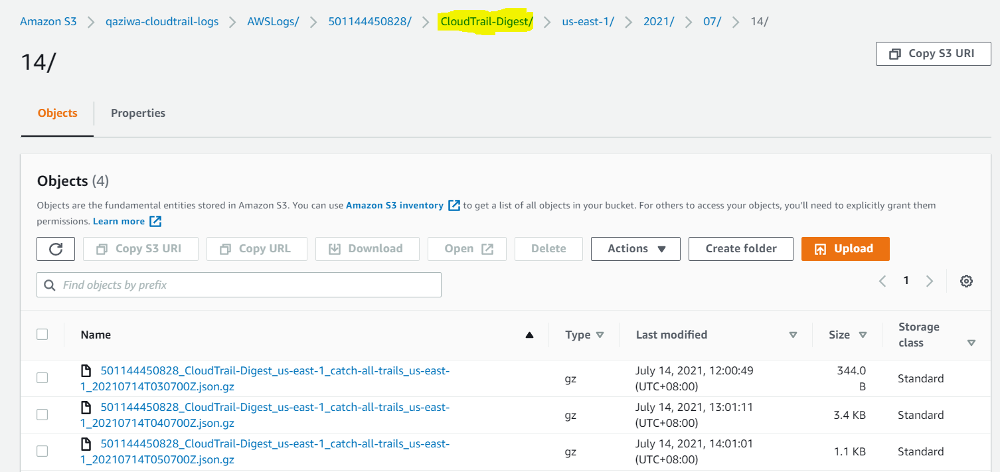 Amazon S3 > qaziwa-cloudtrail-logs > AWSLogs/ > 501144450828/ > CloudTrail-Digest/ > us-east-1/ > 2021/ > 07/ > 14/
14/
Copy S3 URI
Objects
Properties
Objects (4)
Objects are the fundamental entities stored in Amazon S3. You can use Amazon S3 inventory to get a list of all objects in your bucket. For others to access your objects, you'll need to explicitly grant them
permissions. Learn more
Copy S3 URI Copy URL Download Open Delete Actions Create folder Upload
Find objects by prefix
1
Name Type Last modified Size Storage
class
501144450828_CloudTrail-Digest_us-east-1_catch-all-trails_us-east-
1_20210714T030700Z.json.gz
gz
July 14, 2021, 12:00:49
(UTC+08:00)
344.0
B
Standard
501144450828_CloudTrail-Digest_us-east-1_catch-all-trails_us-east-
1_20210714T040700Z.json.gz
gz
July 14, 2021, 13:01:11
(UTC+08:00)
3.4 KB
Standard
501144450828_CloudTrail-Digest_us-east-1_catch-all-trails_us-east-
1_20210714T050700Z.json.gz
gz
July 14, 2021, 14:01:01
(UTC+08:00)
1.1 KB
Standard